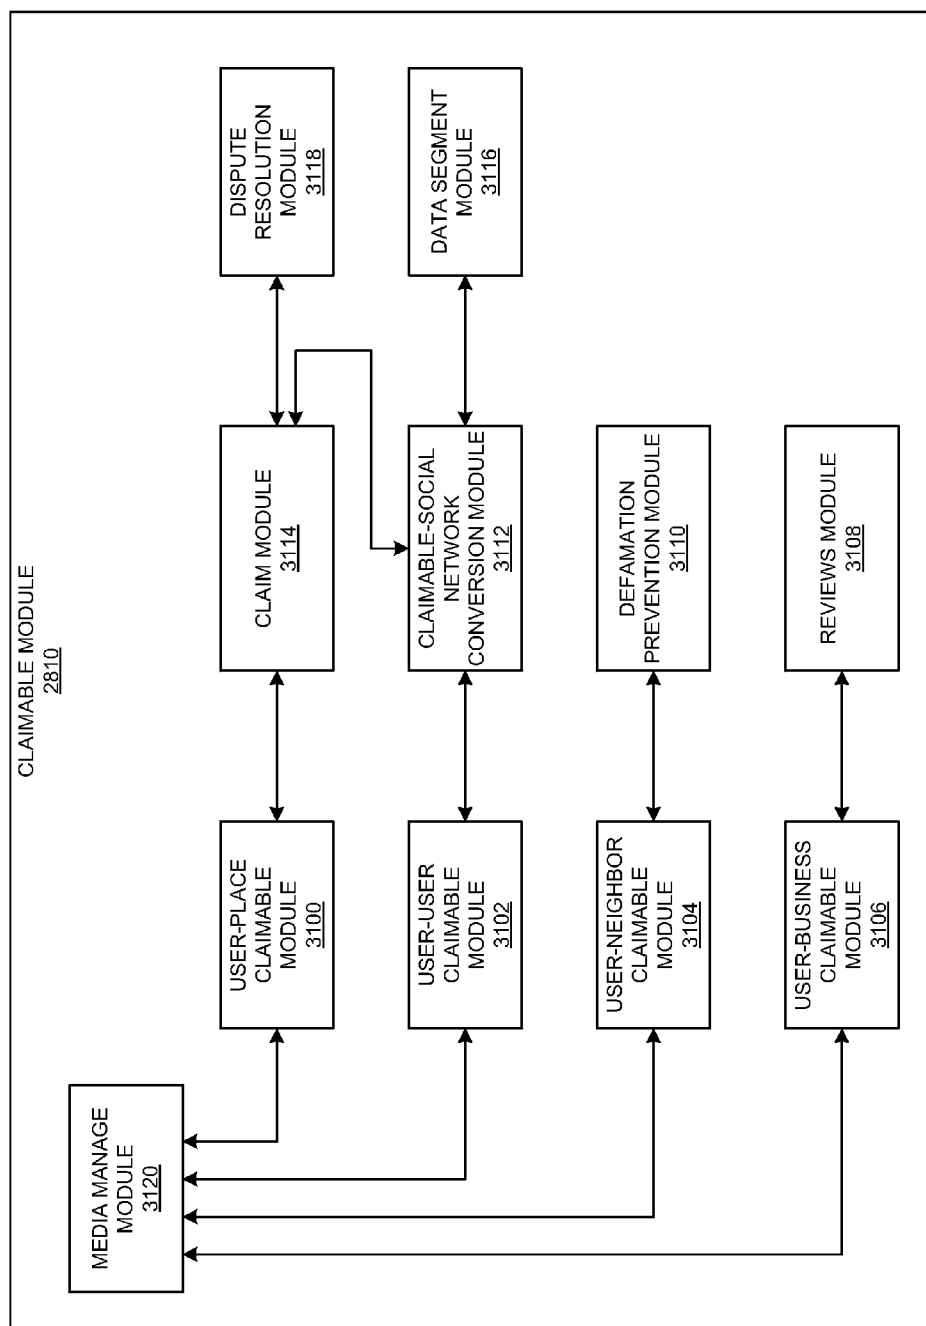 CLAIMABLE MODULE
2810
MEDIA MANAGE
MODULE
3120
USER-PLACE
CLAIMABLE
MODULE
3100
CLAIM MODULE
3114
DISPUTE
RESOLUTION
MODULE
3118
USER-USER
CLAIMABLE
MODULE
3102
CLAIMABLE-SOCIAL
NETWORK
CONVERSION MODULE
3112
DATA SEGMENT
MODULE
3116
USER-NEIGHBOR
CLAIMABLE
MODULE
3104
DEFAMATION
PREVENTION MODULE
3110
USER-BUSINESS
CLAIMABLE
MODULE
3106
REVIEWS MODULE
3108